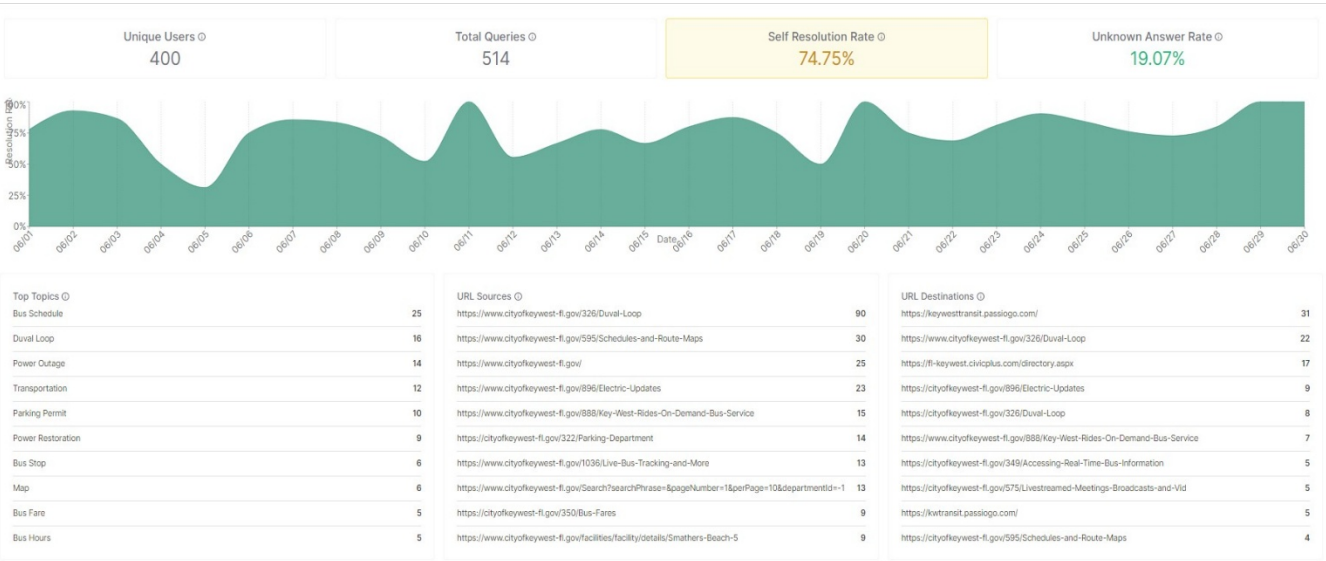 Unique Users
400
Total Queries
514
Self Resolution Rate
74.75%
Unknown Answer Rate
19.07%
Resolution
100%
75%
50%
25%
0%
06/01 06/02 06/03 06/04 06/05 06/06 06/07 06/08 06/09 06/10 06/11 06/12 06/13 06/14 06/15 06/16 06/17 06/18 06/19 06/20 06/21 06/22 06/23 06/24 06/25 06/26 06/27 06/28 06/29 06/30
Date
Top Topics
Bus Schedule 25
Duval Loop 16
Power Outage 14
Transportation 12
Parking Permit 10
Power Restoration 9
Bus Stop 6
Map 6
Bus Fare 5
Bus Hours 5
URL Sources
https://www.cityofkeywest-fl.gov/326/Duval-Loop 90
https://www.cityofkeywest-fl.gov/595/Schedules-and-Route-Maps 30
https://www.cityofkeywest-fl.gov/ 25
https://www.cityofkeywest-fl.gov/896/Electric-Updates 23
https://www.cityofkeywest-fl.gov/888/Key-West-Rides-On-Demand-Bus-Service 15
https://cityofkeywest-fl.gov/322/Parking-Department 14
https://www.cityofkeywest-fl.gov/1036/Live-Bus-Tracking-and-More 13
https://www.cityofkeywest-fl.gov/Search?searchPhrase=&pageNumber=1&perPage=10&departmentId=-1 13
https://cityofkeywest-fl.gov/350/Bus-Fares 9
https://www.cityofkeywest-fl.gov/facilities/facility/details/Smathers-Beach-5 9
URL Destinations
https://keywesttransit.passiogo.com/ 31
https://www.cityofkeywest-fl.gov/326/Duval-Loop 22
https://fl-keywest.civicplus.com/directory.aspx 17
https://cityofkeywest-fl.gov/896/Electric-Updates 9
https://cityofkeywest-fl.gov/326/Duval-Loop 8
https://www.cityofkeywest-fl.gov/888/Key-West-Rides-On-Demand-Bus-Service 7
https://cityofkeywest-fl.gov/349/Accessing-Real-Time-Bus-Information 5
https://cityofkeywest-fl.gov/575/Livestreamed-Meetings-Broadcasts-and-Vid 5
https://kwtransit.passiogo.com/ 5
https://cityofkeywest-fl.gov/595/Schedules-and-Route-Maps 4